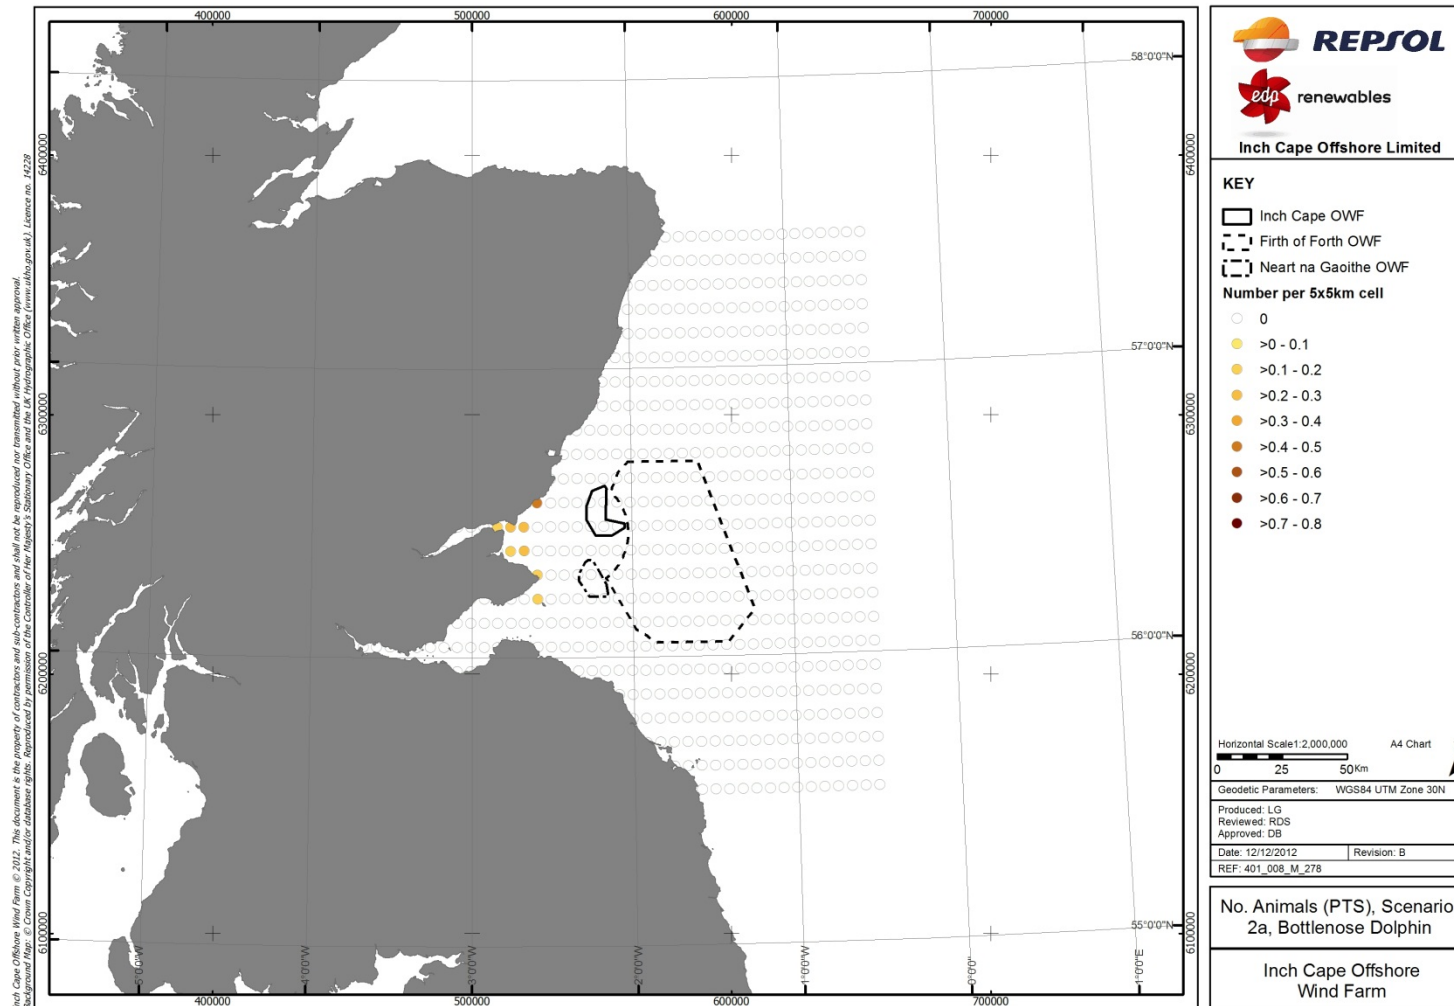 400000
500000
600000
700000
58°0'0"N
6400000
6400000
57°0'0"N
6300000
6300000
56°0'0"N
6200000
6200000
55°0'0"N
6100000
6100000
5°0'0"W
4°0'0"W
3°0'0"W
2°0'0"W
1°0'0"W
0°0'0"
1°0'0"E
400000
500000
600000
700000
Inch Cape Offshore Wind Farm © 2012. This document is the property of contractors and sub-contractors and shall not be reproduced nor transmitted without prior written approval.
Background Map: © Crown Copyright and/or database rights. Reproduced by permission of the Controller of Her Majesty's Stationary Office and the UK Hydrographic Office (www.ukho.gov.uk). Licence no. 14228
REPSOL
edp renewables
Inch Cape Offshore Limited
KEY
Inch Cape OWF
Firth of Forth OWF
Neart na Gaoithe OWF
Number per 5x5km cell
0
>0 - 0.1
>0.1 - 0.2
>0.2 - 0.3
>0.3 - 0.4
>0.4 - 0.5
>0.5 - 0.6
>0.6 - 0.7
>0.7 - 0.8
Horizontal Scale1:2,000,000 A4 Chart
0 25 50 Km
Geodetic Parameters: WGS84 UTM Zone 30N
Produced: LG
Reviewed: RDS
Approved: DB
Date: 12/12/2012 Revision: B
REF: 401_008_M_278
No. Animals (PTS), Scenario
2a, Bottlenose Dolphin
Inch Cape Offshore
Wind Farm